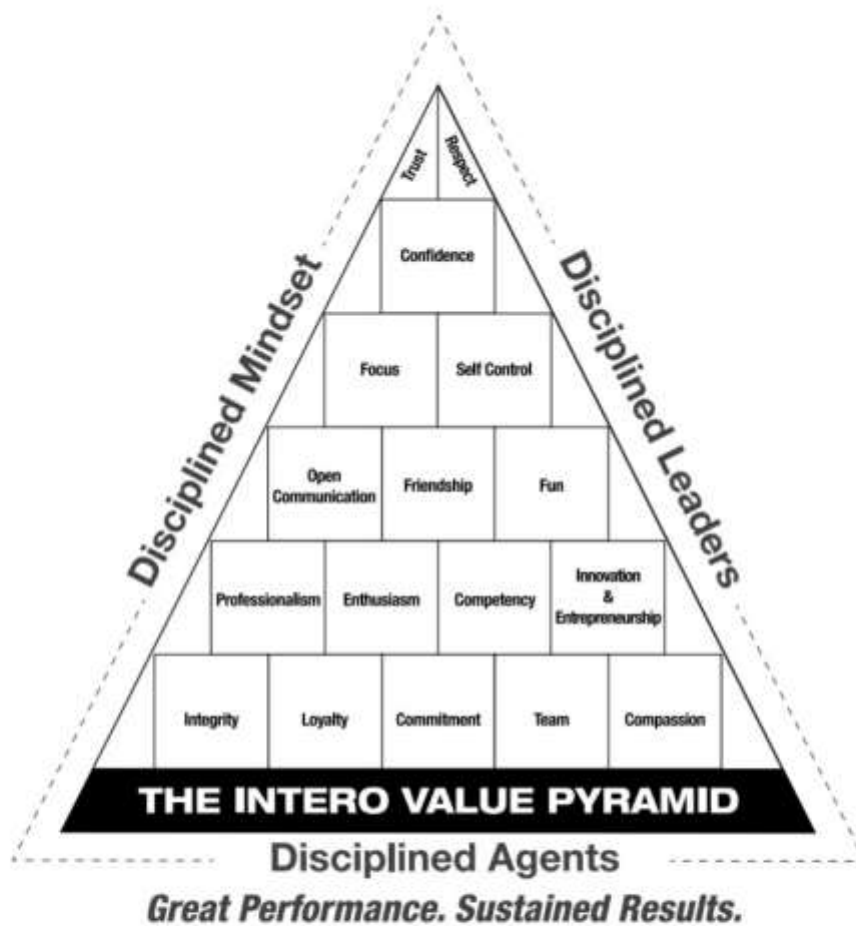 Trust
Respect
Confidence
Disciplined Mindset
Disciplined Leaders
Focus
Self Control
Open
Communication
Friendship
Fun
Professionalism
Enthusiasm
Competency
Innovation
&
Entrepreneurship
Integrity
Loyalty
Commitment
Team
Compassion
THE INTERO VALUE PYRAMID
Disciplined Agents
Great Performance. Sustained Results.